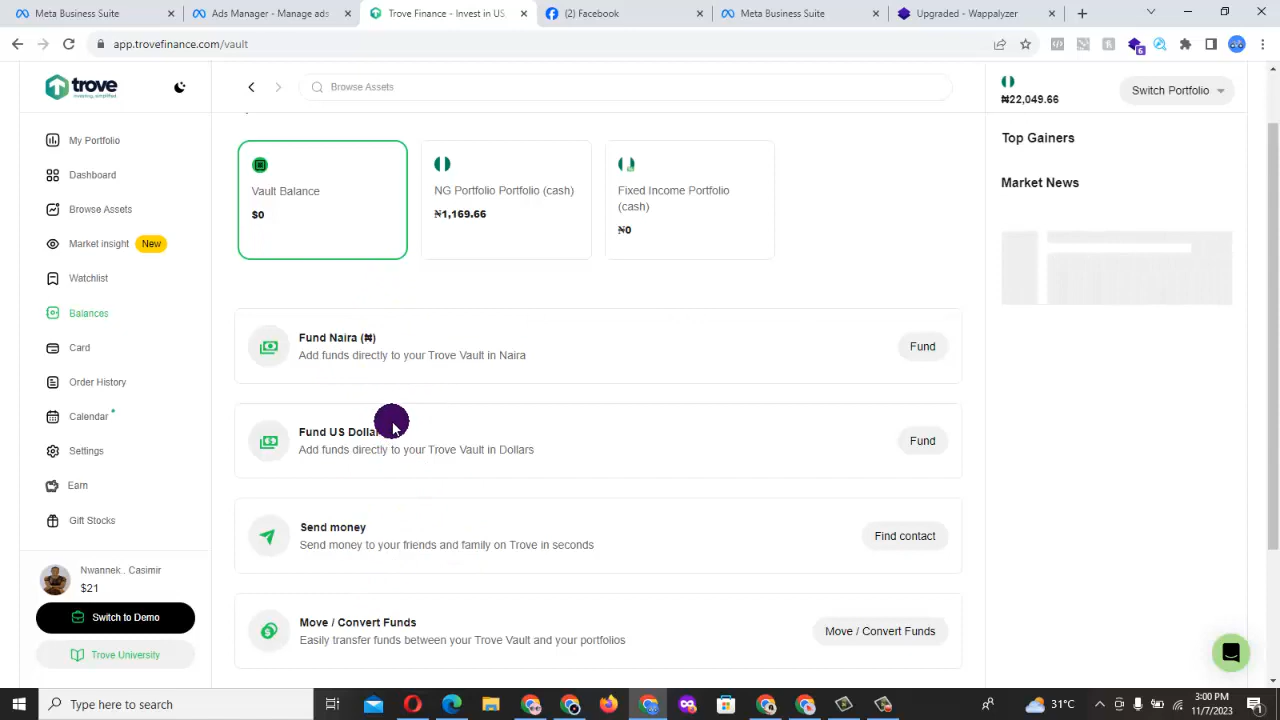 Meta Business Suite
Ads Manager - Manage ads
Trove Finance - Invest in US
(2) Facebook
Meta Business Suite
Upgraded - Wappalyzer
app.trovefinance.com/vault
6
trove
investing, simplified
Browse Assets
₦22,049.66
Switch Portfolio
My Portfolio
Dashboard
Browse Assets
Market insight New
Watchlist
Balances
Card
Order History
Calendar
Settings
Earn
Gift Stocks
Nwannek.. Casimir
$21
Switch to Demo
Trove University
Vault Balance
$0
NG Portfolio Portfolio (cash)
₦1,169.66
Fixed Income Portfolio
(cash)
₦0
Fund Naira (₦)
Add funds directly to your Trove Vault in Naira
Fund
Fund US Dolla
Add funds directly to your Trove Vault in Dollars
Fund
Send money
Send money to your friends and family on Trove in seconds
Find contact
Move / Convert Funds
Easily transfer funds between your Trove Vault and your portfolios
Move / Convert Funds
Top Gainers
Market News
Type here to search
31°C
3:00 PM
11/7/2023